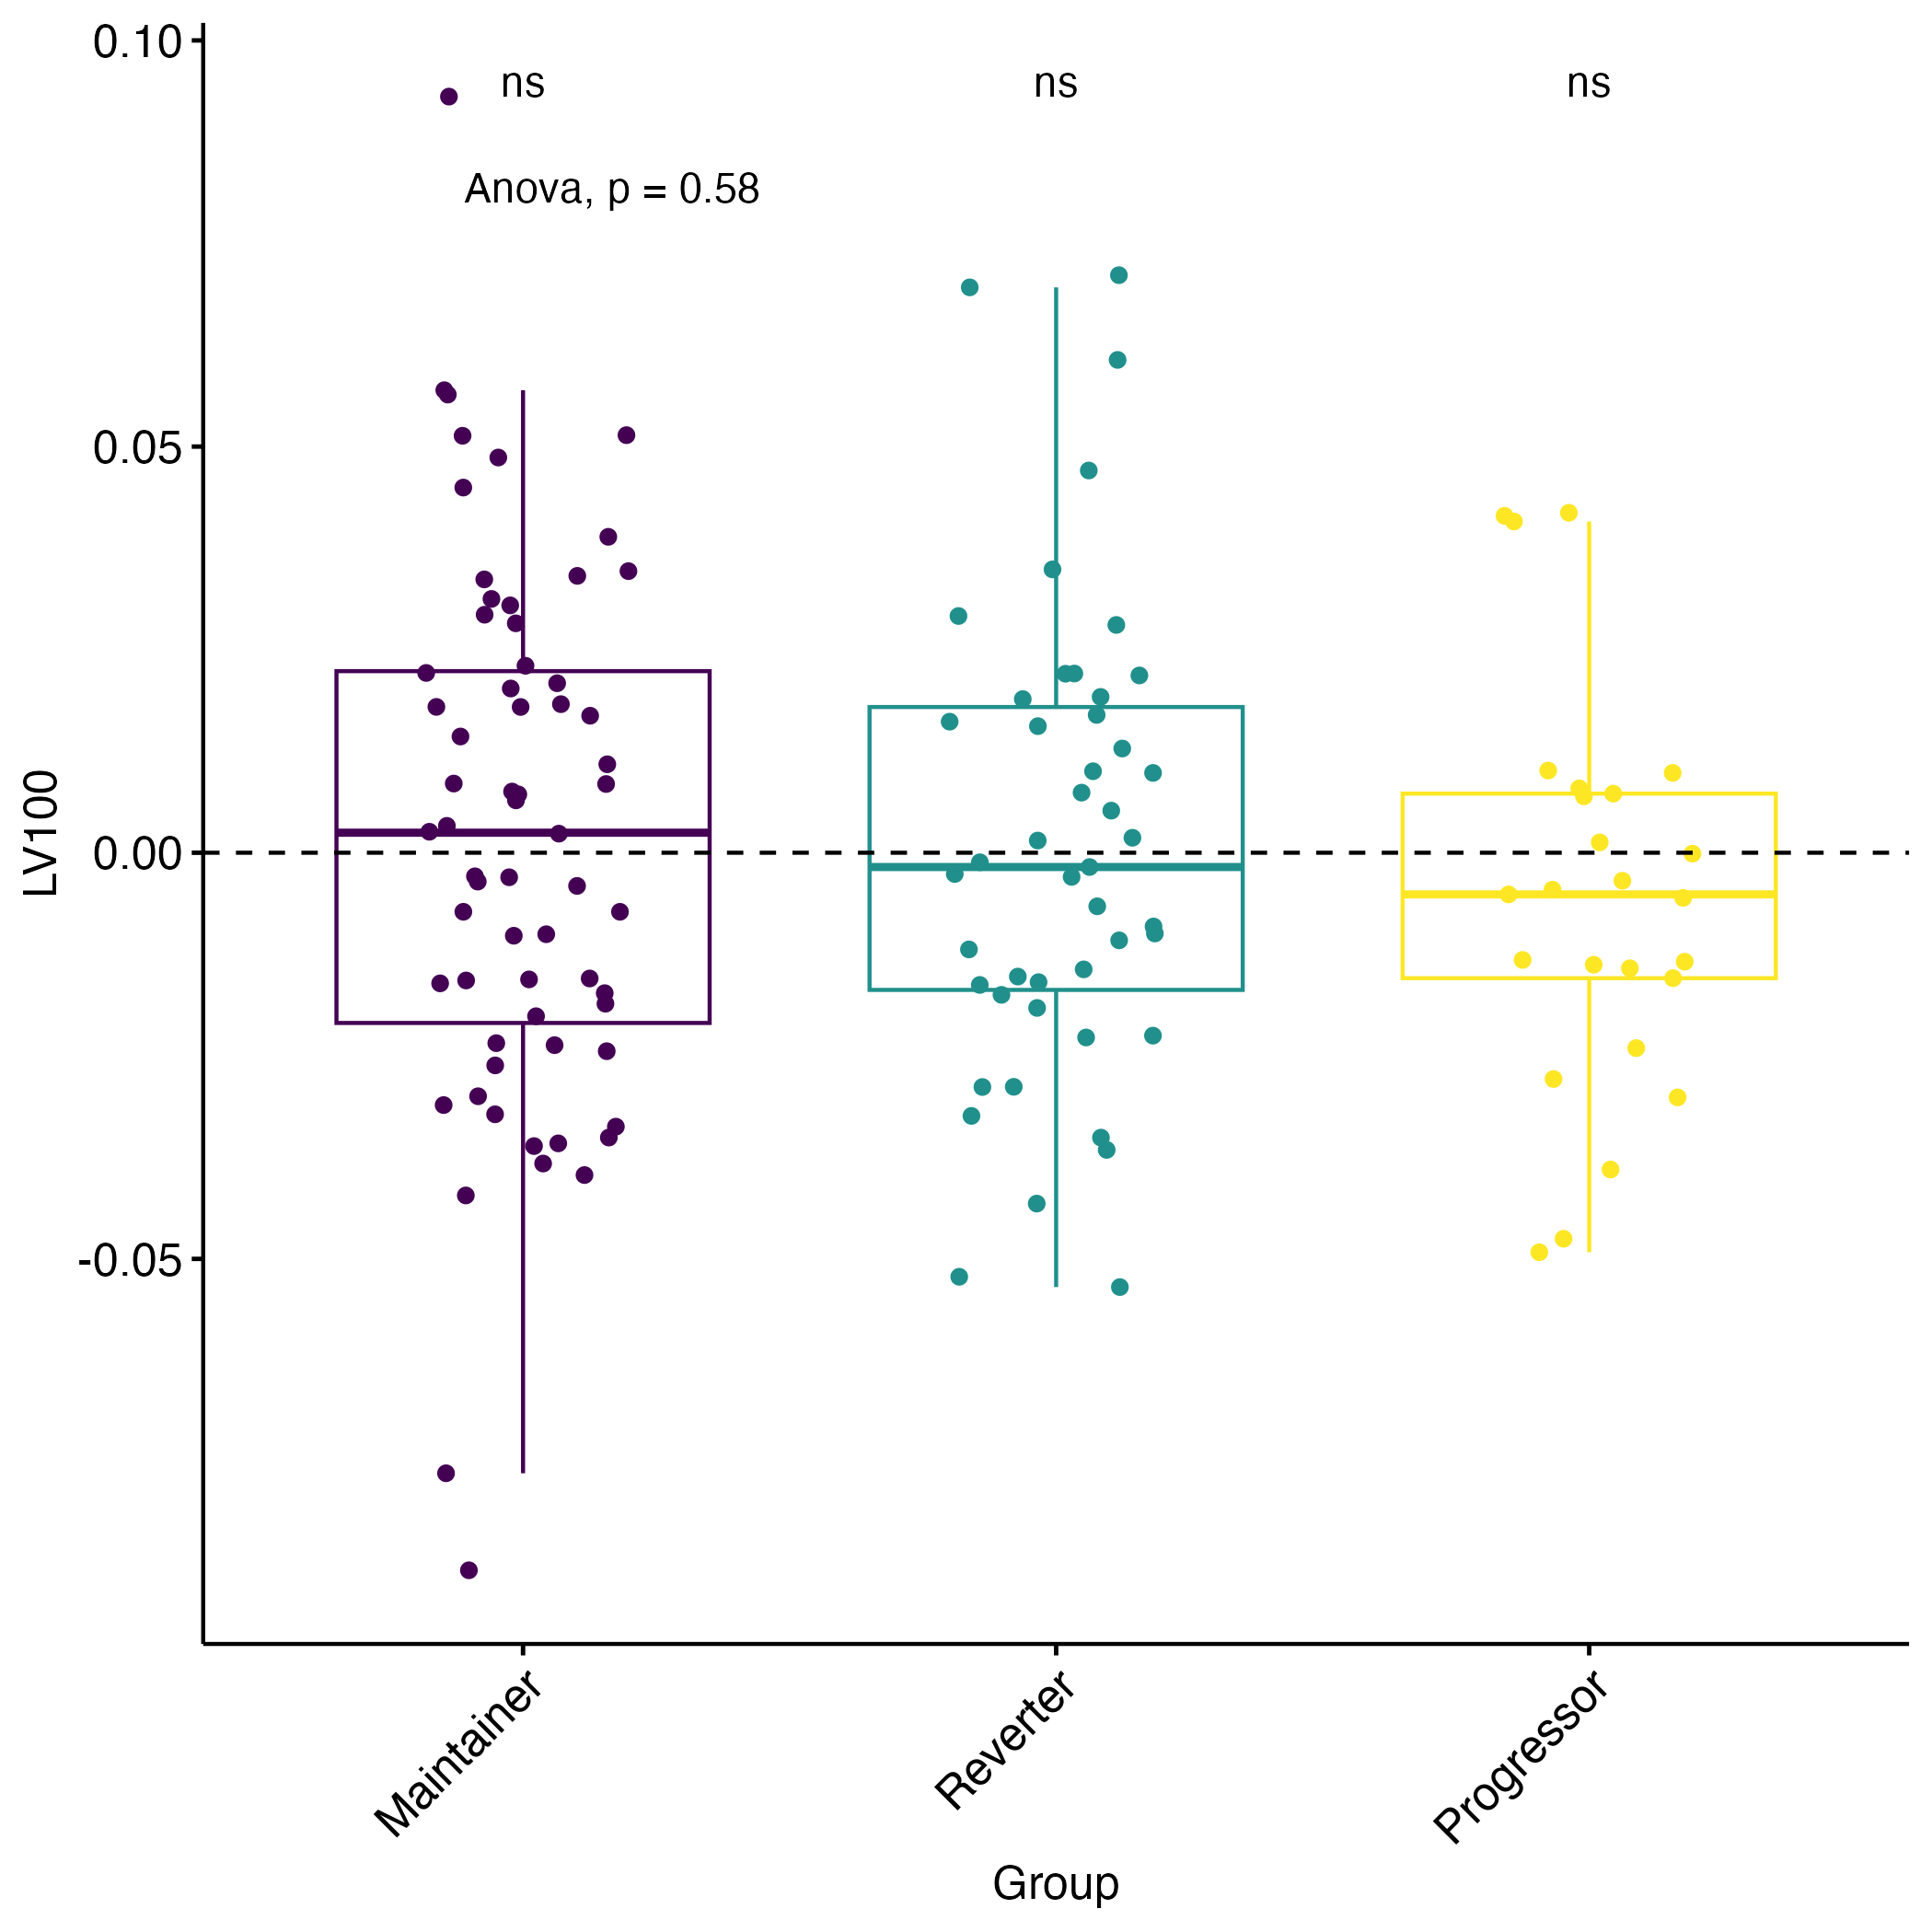 0.10
ns
ns
ns
Anova, p = 0.58
0.05
LV100
0.00
-0.05
Maintainer
Reverter
Progressor
Group